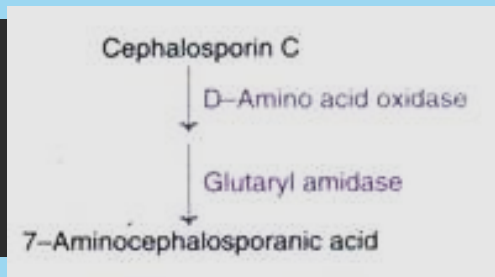 Cephalosporin C
D–Amino acid oxidase
Glutaryl amidase
7–Aminocephalosporanic acid